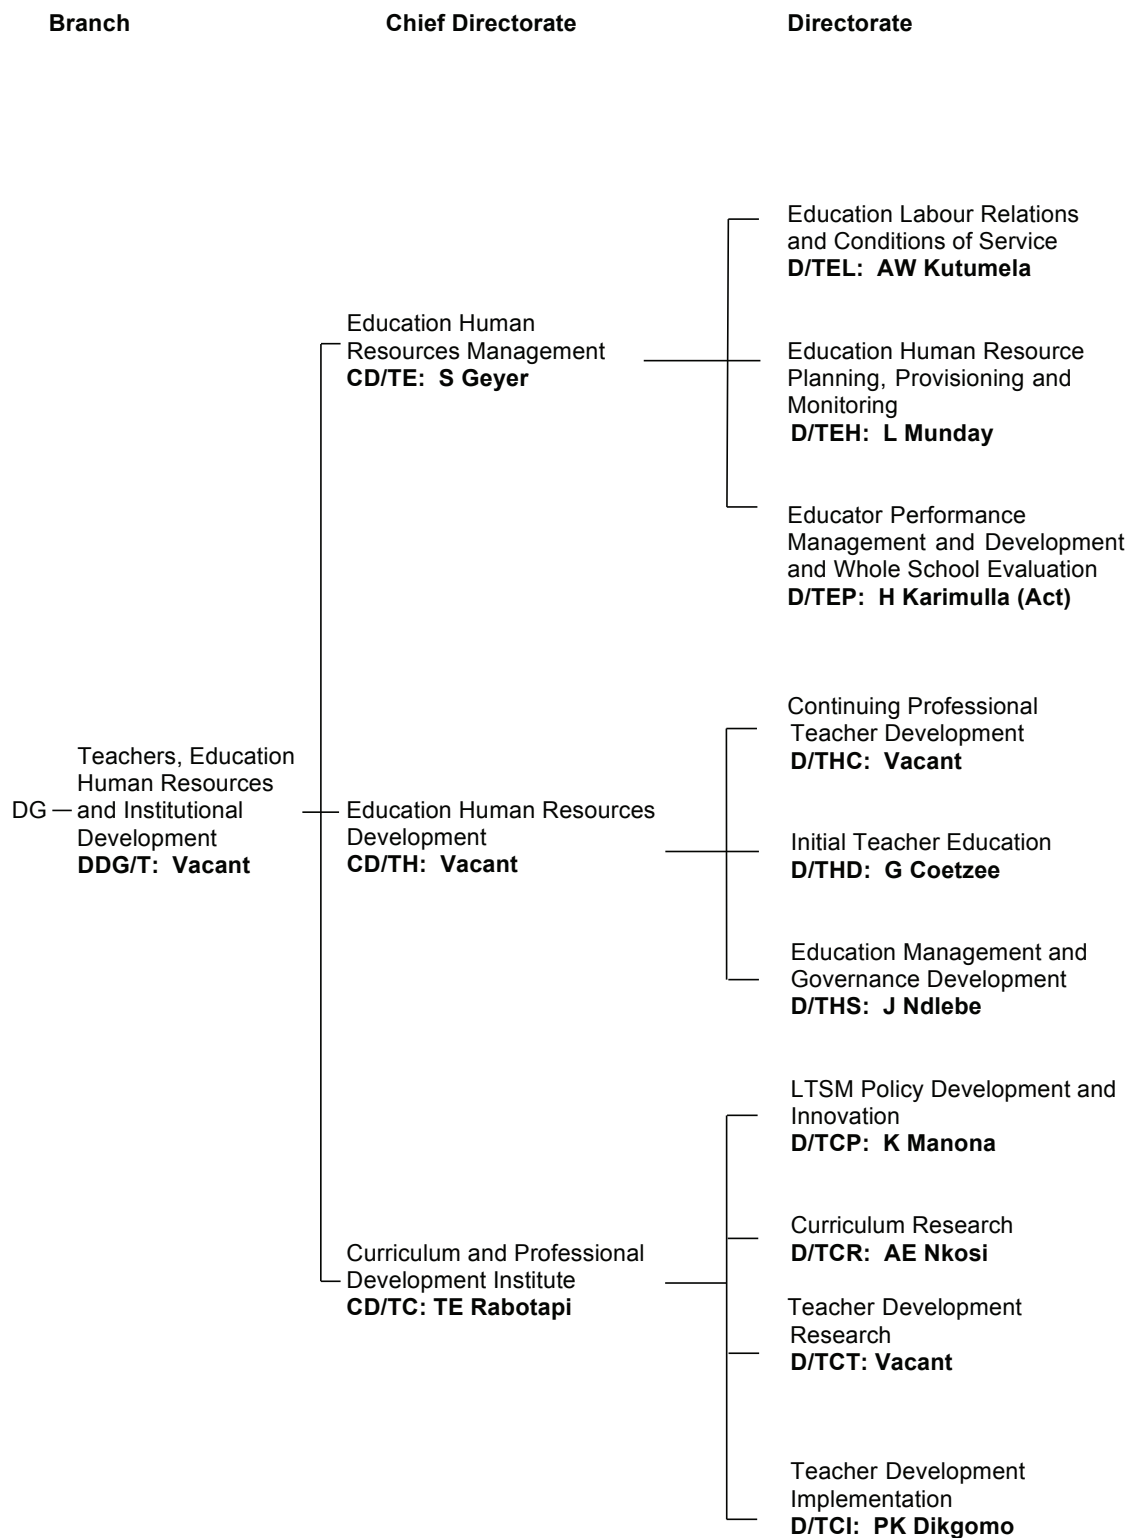 Branch Chief Directorate Directorate
Education Labour Relations
and Conditions of Service
D/TEL: AW Kutumela
Education Human
Resources Management
CD/TE: S Geyer
Education Human Resource
Planning, Provisioning and
Monitoring
D/TEH: L Munday
Educator Performance
Management and Development
and Whole School Evaluation
D/TEP: H Karimulla (Act)
Continuing Professional
Teacher Development
D/THC: Vacant
DG
Teachers, Education
Human Resources
and Institutional
Development
DDG/T: Vacant
Education Human Resources
Development
CD/TH: Vacant
Initial Teacher Education
D/THD: G Coetzee
Education Management and
Governance Development
D/THS: J Ndlebe
LTSM Policy Development and
Innovation
D/TCP: K Manona
Curriculum and Professional
Development Institute
CD/TC: TE Rabotapi
Curriculum Research
D/TCR: AE Nkosi
Teacher Development
Research
D/TCT: Vacant
Teacher Development
Implementation
D/TCI: PK Dikgomo